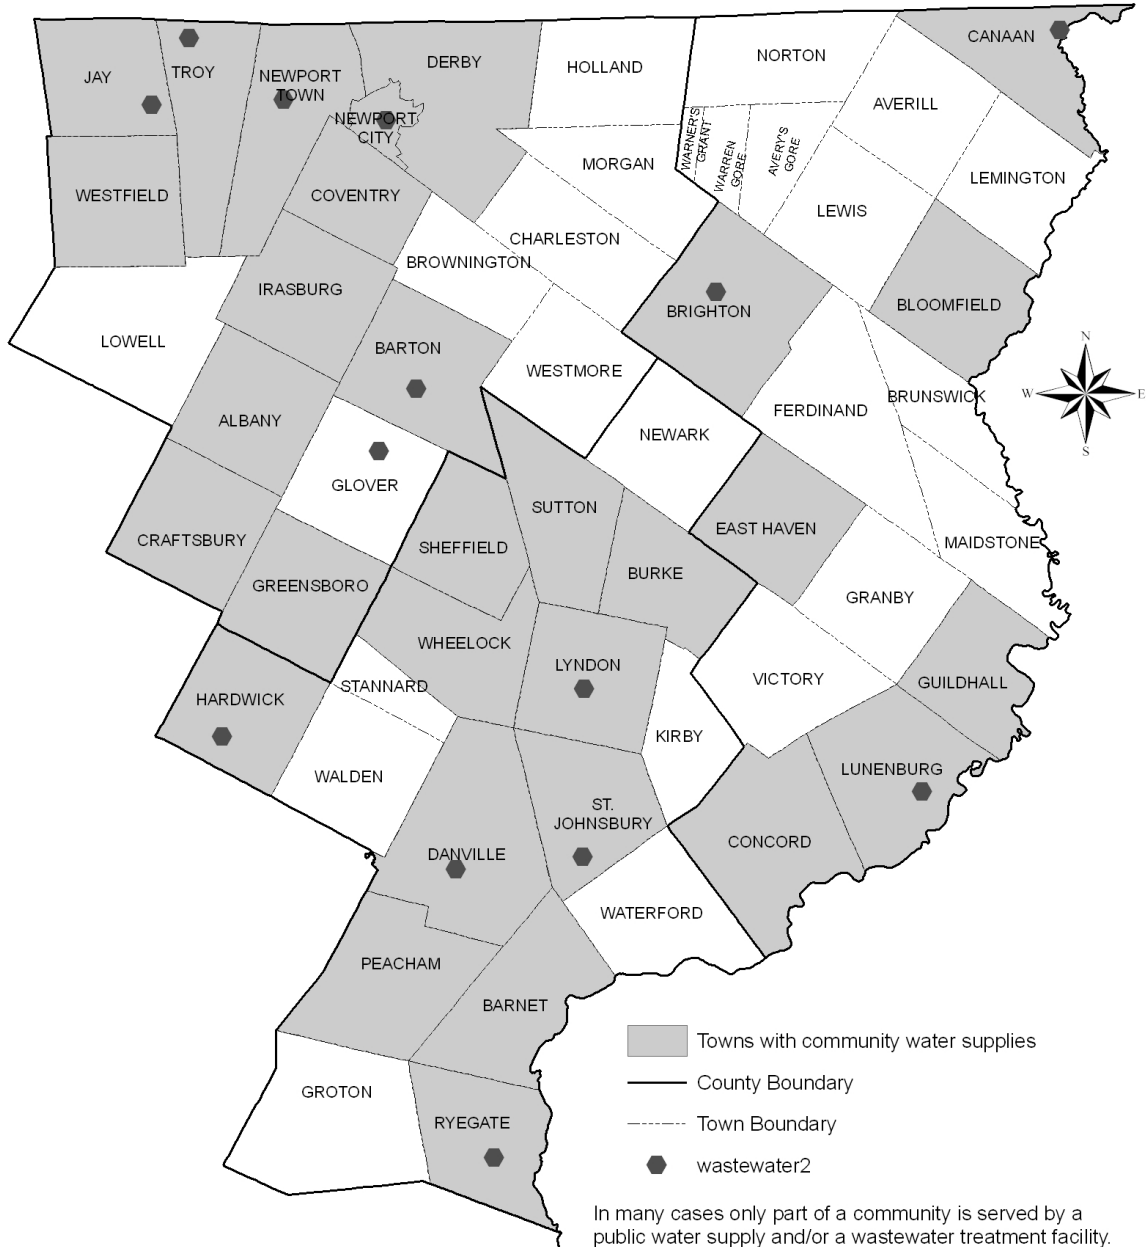 CANAAN
DERBY
NORTON
HOLLAND
JAY
TROY
NEWPORT
TOWN
AVERILL
NEWPORT
CITY
WARNER'S
GRANT
WARREN
GORE
AVERY'S
GORE
MORGAN
LEMINGTON
WESTFIELD
COVENTRY
LEWIS
CHARLESTON
BROWNINGTON
IRASBURG
BLOOMFIELD
BRIGHTON
LOWELL
BARTON
N
W
E
S
WESTMORE
BRUNSWICK
FERDINAND
ALBANY
NEWARK
GLOVER
SUTTON
EAST HAVEN
CRAFTSBURY
SHEFFIELD
MAIDSTONE
BURKE
GREENSBORO
GRANBY
WHEELOCK
LYNDON
VICTORY
GUILDHALL
STANNARD
HARDWICK
KIRBY
LUNENBURG
WALDEN
ST.
JOHNSBURY
CONCORD
DANVILLE
WATERFORD
PEACHAM
BARNET
Towns with community water supplies
County Boundary
GROTON
RYEGATE
Town Boundary
wastewater2
In many cases only part of a community is served by a
public water supply and/or a wastewater treatment facility.